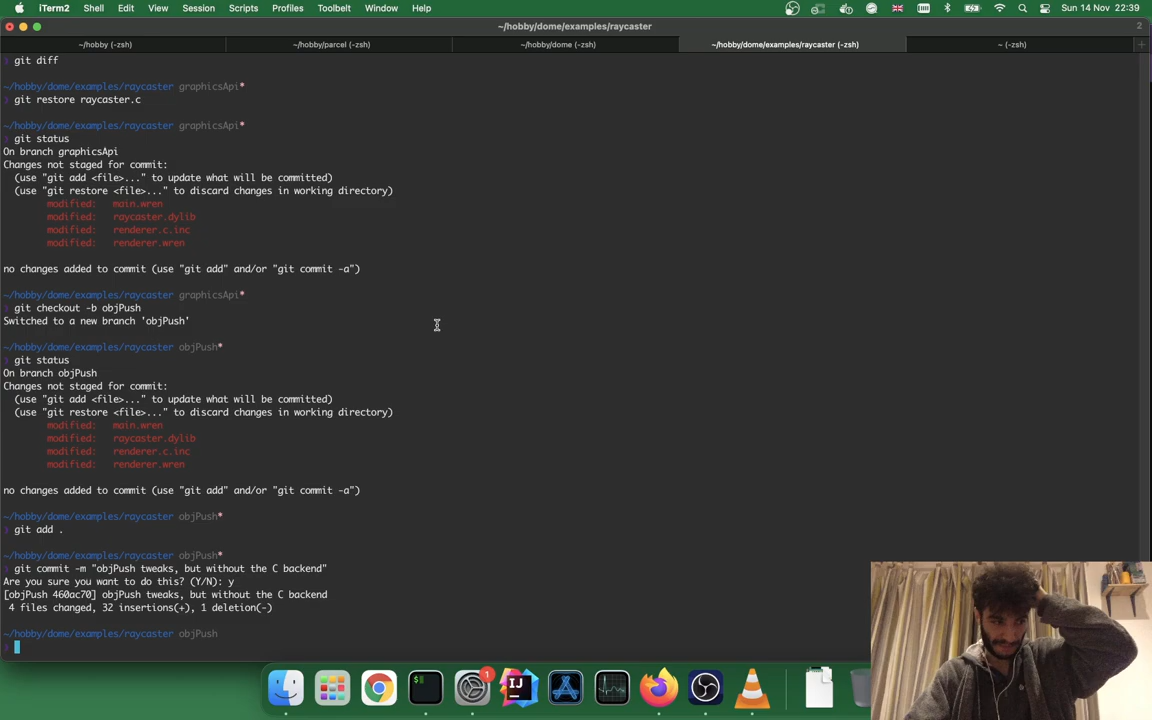 iTerm2 Shell Edit View Session Scripts Profiles Toolbelt Window Help Sun 14 Nov 22:39
~/hobby/dome/examples/raycaster 2
~/hobby (-zsh) ~/hobby/parcel (-zsh) ~/hobby/dome (-zsh) ~/hobby/dome/examples/raycaster (-zsh) ~ (-zsh)
❯ git diff
~/hobby/dome/examples/raycaster graphicsApi*
❯ git restore raycaster.c
~/hobby/dome/examples/raycaster graphicsApi*
❯ git status
On branch graphicsApi
Changes not staged for commit:
(use "git add <file>..." to update what will be committed)
(use "git restore <file>..." to discard changes in working directory)
modified: main.wren
modified: raycaster.dylib
modified: renderer.c.inc
modified: renderer.wren
no changes added to commit (use "git add" and/or "git commit -a")
~/hobby/dome/examples/raycaster graphicsApi*
❯ git checkout -b objPush
Switched to a new branch 'objPush'
~/hobby/dome/examples/raycaster objPush*
❯ git status
On branch objPush
Changes not staged for commit:
(use "git add <file>..." to update what will be committed)
(use "git restore <file>..." to discard changes in working directory)
modified: main.wren
modified: raycaster.dylib
modified: renderer.c.inc
modified: renderer.wren
no changes added to commit (use "git add" and/or "git commit -a")
~/hobby/dome/examples/raycaster objPush*
❯ git add .
~/hobby/dome/examples/raycaster objPush*
❯ git commit -m "objPush tweaks, but without the C backend"
Are you sure you want to do this? (Y/N): y
[objPush 460ac70] objPush tweaks, but without the C backend
4 files changed, 32 insertions(+), 1 deletion(-)
~/hobby/dome/examples/raycaster objPush
❯
$ 1 IJ